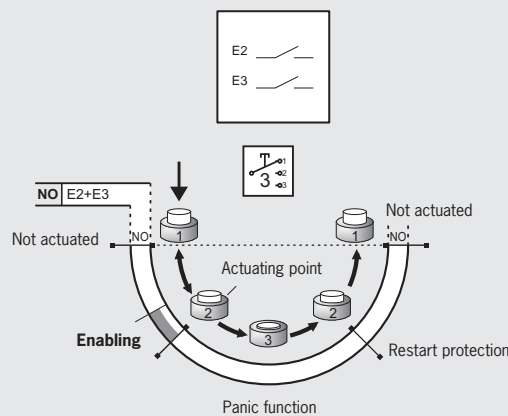 E2
E3
1
3 2
3
NO E2+E3
Not actuated NO 1 1 NO Not actuated
Actuating point
2 2
3
Enabling
Restart protection
Panic function